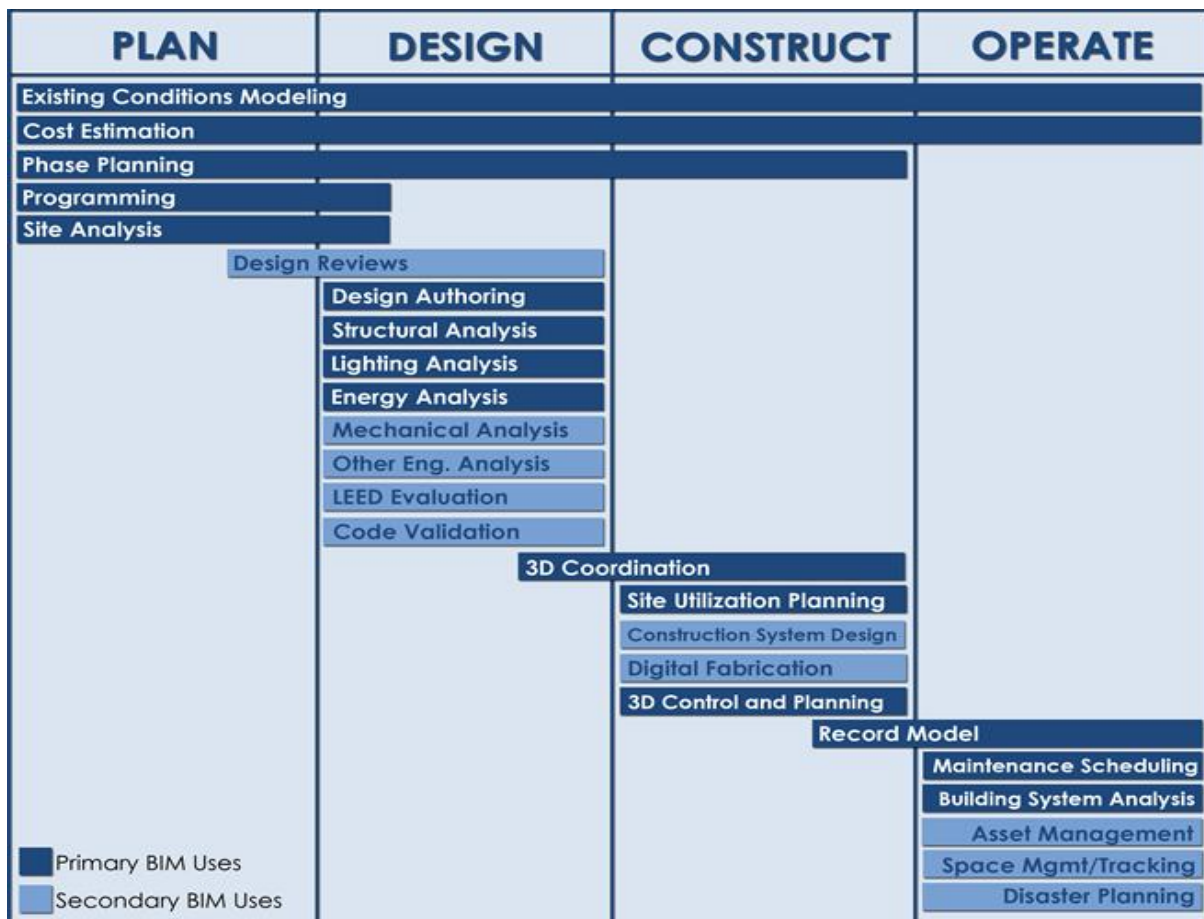 PLAN DESIGN CONSTRUCT OPERATE
Existing Conditions Modeling
Cost Estimation
Phase Planning
Programming
Site Analysis
Design Reviews
Design Authoring
Structural Analysis
Lighting Analysis
Energy Analysis
Mechanical Analysis
Other Eng. Analysis
LEED Evaluation
Code Validation
3D Coordination
Site Utilization Planning
Construction System Design
Digital Fabrication
3D Control and Planning
Record Model
Maintenance Scheduling
Building System Analysis
Asset Management
Space Mgmt/Tracking
Disaster Planning
Primary BIM Uses
Secondary BIM Uses